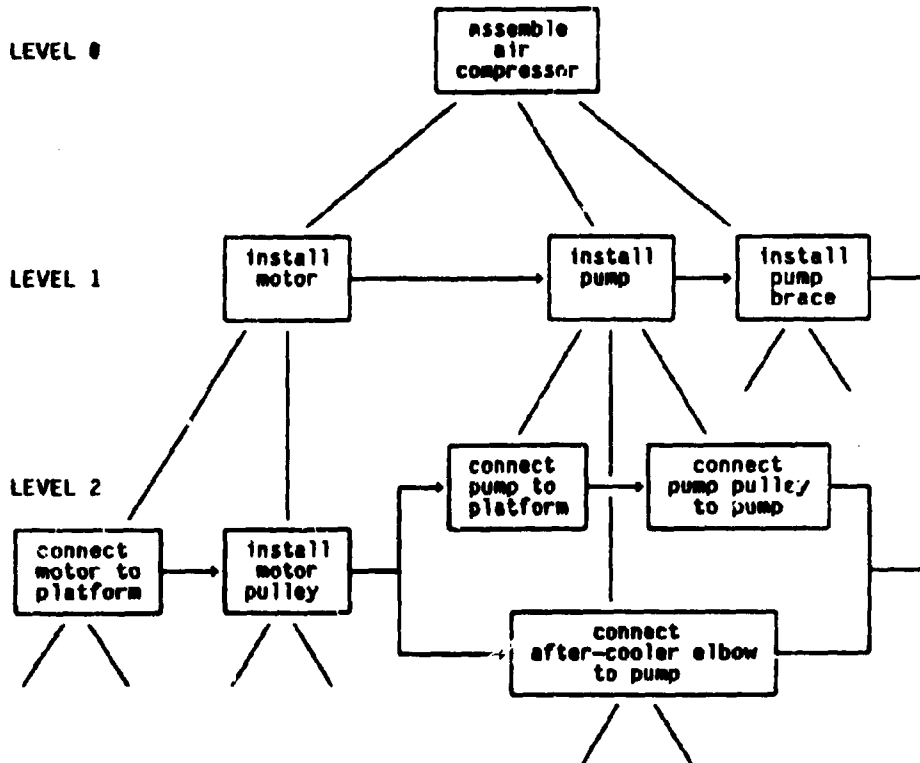 LEVEL 0
assemble
air
compressor
LEVEL 1
install
motor
install
pump
install
pump
brace
LEVEL 2
connect
pump to
platform
connect
pump pulley
to pump
connect
motor to
platform
install
motor
pulley
connect
after-cooler elbow
to pump